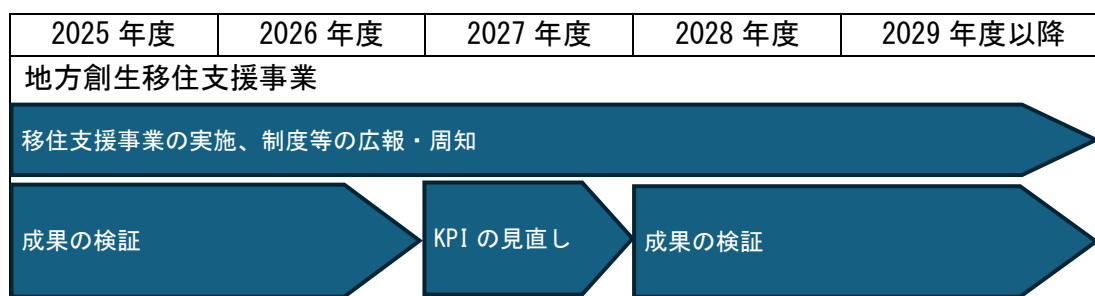 2025 年度 2026 年度 2027 年度 2028 年度 2029 年度以降
地方創生移住支援事業
移住支援事業の実施、制度等の広報・周知
成果の検証 KPI の見直し 成果の検証